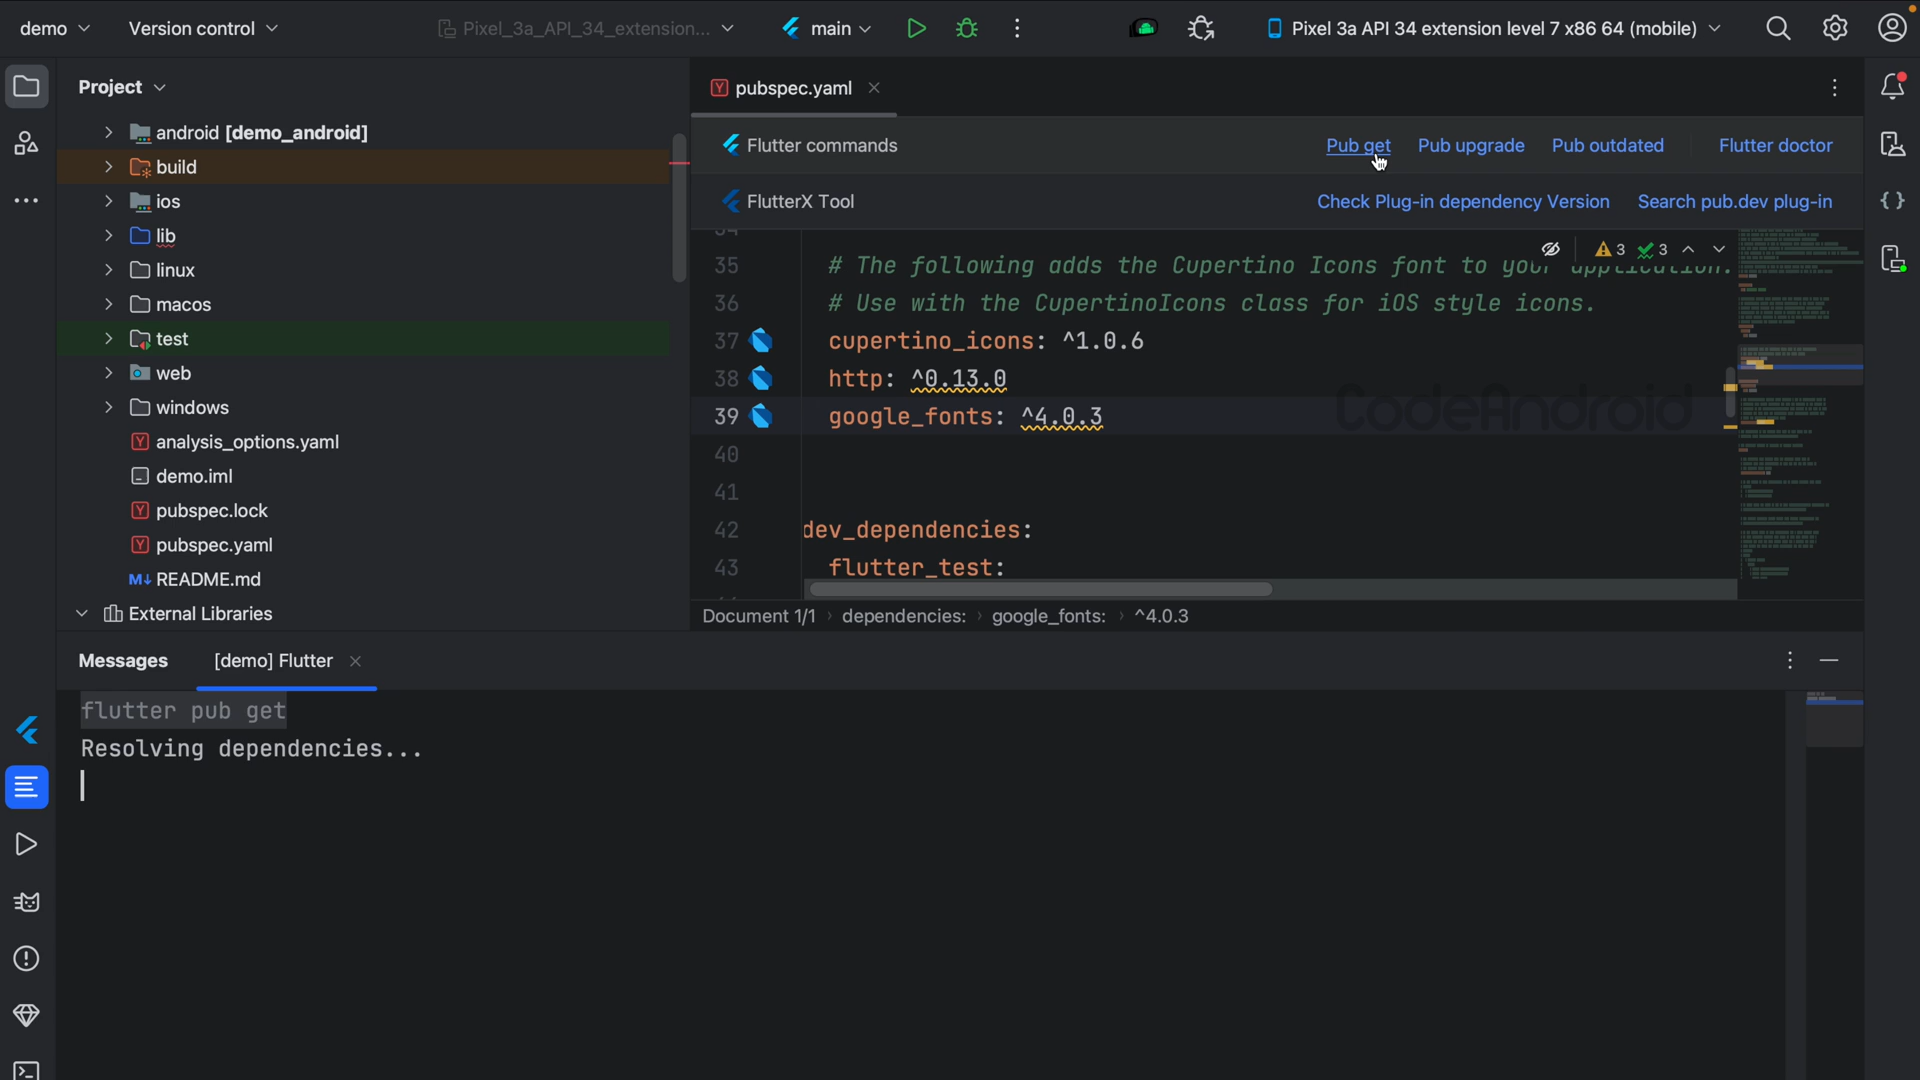 demo
Version control
Pixel_3a_API_34_extension...
main
Pixel 3a API 34 extension level 7 x86 64 (mobile)
Project
pubspec.yaml
android [demo_android]
build
ios
lib
linux
macos
test
web
windows
analysis_options.yaml
demo.iml
pubspec.lock
pubspec.yaml
M↓ README.md
External Libraries
Flutter commands
Pub get
Pub upgrade
Pub outdated
Flutter doctor
FlutterX Tool
Check Plug-in dependency Version
Search pub.dev plug-in
3 3
35 # The following adds the Cupertino Icons font to your application.
36 # Use with the CupertinoIcons class for iOS style icons.
37 cupertino_icons: ^1.0.6
38 http: ^0.13.0
39 google_fonts: ^4.0.3
CodeAndroid
40
41
42 dev_dependencies:
43 flutter_test:
Document 1/1 › dependencies: › google_fonts: › ^4.0.3
Messages
[demo] Flutter
flutter pub get
Resolving dependencies...